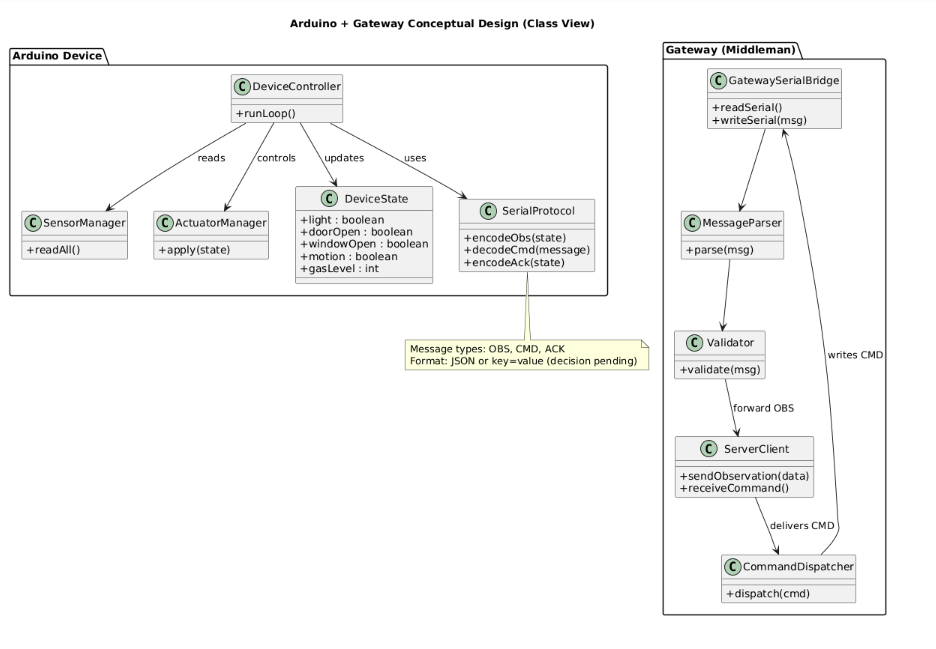 Arduino + Gateway Conceptual Design (Class View)
Arduino Device
C DeviceController
+runLoop()
reads
controls
updates
uses
C SensorManager
+readAll()
C ActuatorManager
+apply(state)
C DeviceState
+light : boolean
+doorOpen : boolean
+windowOpen : boolean
+motion : boolean
+gasLevel : int
C SerialProtocol
+encodeObs(state)
+decodeCmd(message)
+encodeAck(state)
Message types: OBS, CMD, ACK
Format: JSON or key=value (decision pending)
Gateway (Middleman)
C GatewaySerialBridge
+readSerial()
+writeSerial(msg)
C MessageParser
+parse(msg)
C Validator
+validate(msg)
writes CMD
forward OBS
C ServerClient
+sendObservation(data)
+receiveCommand()
delivers CMD
C CommandDispatcher
+dispatch(cmd)